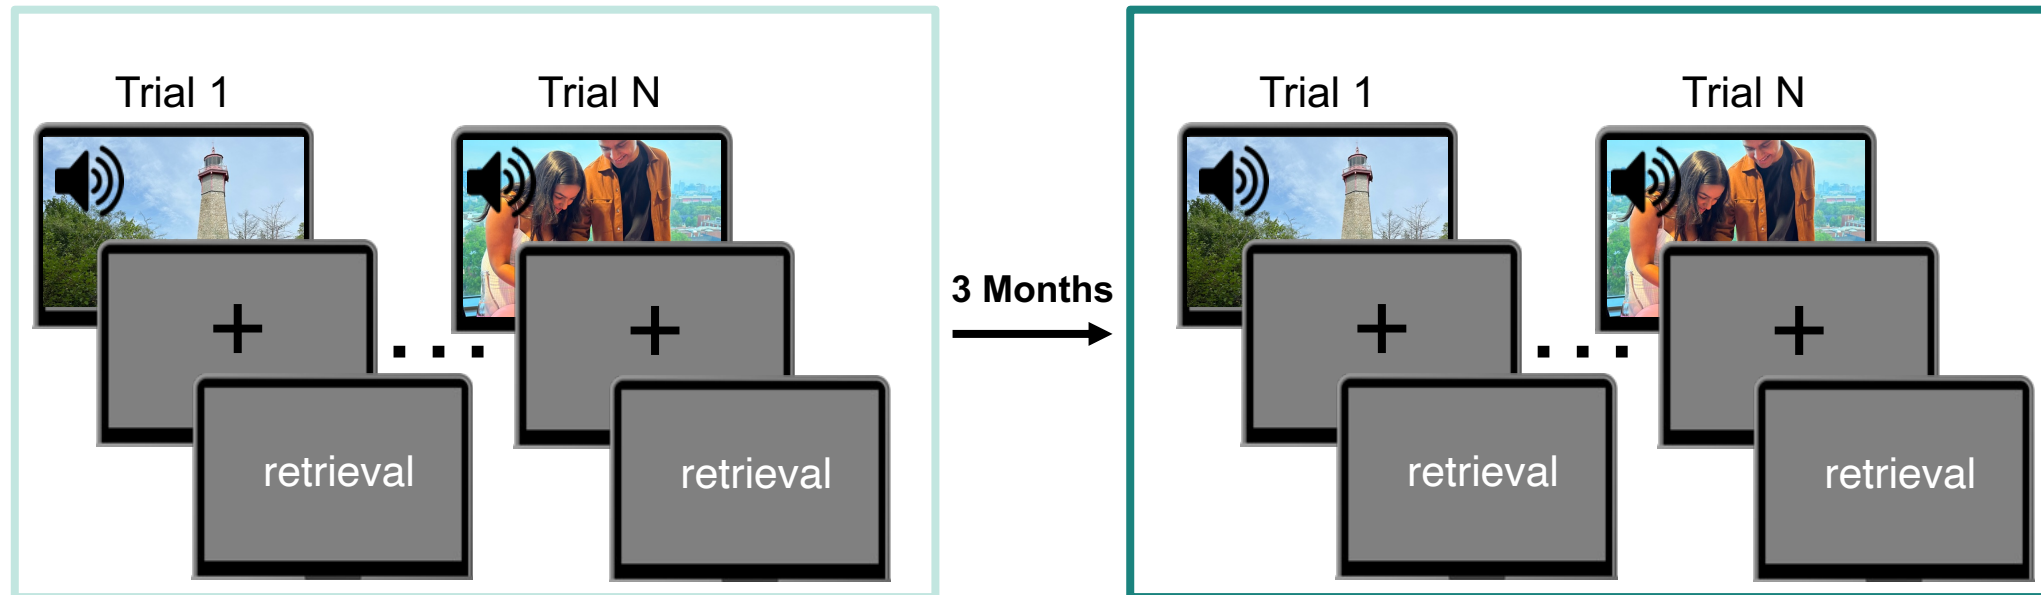 Trial 1
Trial N
retrieval
retrieval
3 Months
Trial 1
Trial N
retrieval
retrieval